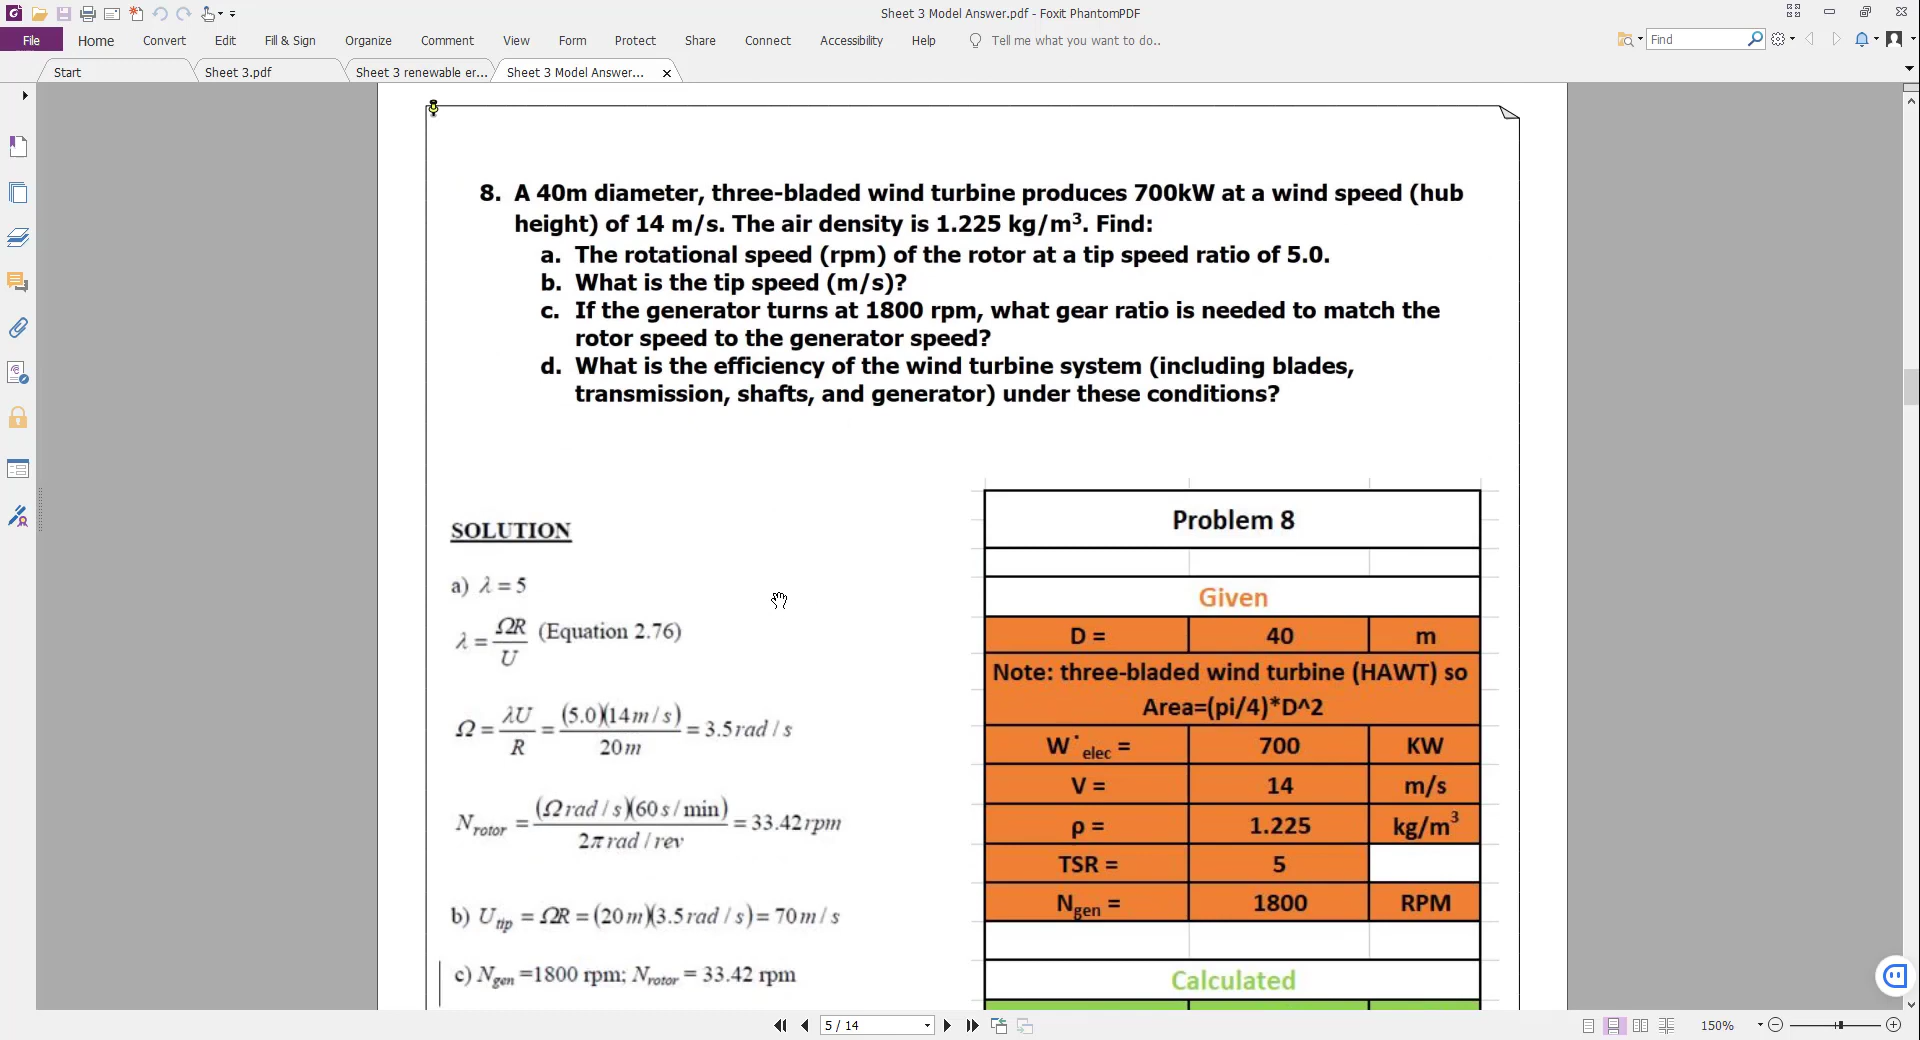 Sheet 3 Model Answer.pdf - Foxit PhantomPDF
File Home Convert Edit Fill & Sign Organize Comment View Form Protect Share Connect Accessibility Help Tell me what you want to do.. Find
Start Sheet 3.pdf Sheet 3 renewable er... Sheet 3 Model Answer...
8. A 40m diameter, three-bladed wind turbine produces 700kW at a wind speed (hub
height) of 14 m/s. The air density is 1.225 kg/m³. Find:
a. The rotational speed (rpm) of the rotor at a tip speed ratio of 5.0.
b. What is the tip speed (m/s)?
c. If the generator turns at 1800 rpm, what gear ratio is needed to match the
rotor speed to the generator speed?
d. What is the efficiency of the wind turbine system (including blades,
transmission, shafts, and generator) under these conditions?
SOLUTION
a) λ = 5
λ = ΩR / U (Equation 2.76)
Ω = λU / R = (5.0)(14m/s) / 20m = 3.5 rad/s
N_rotor = (Ω rad/s)(60 s/min) / 2π rad/rev = 33.42 rpm
b) U_tip = ΩR = (20m)(3.5 rad/s) = 70 m/s
c) N_gen =1800 rpm; N_rotor = 33.42 rpm
Problem 8
Given
D = 40 m
Note: three-bladed wind turbine (HAWT) so
Area=(pi/4)*D^2
W˙elec = 700 KW
V = 14 m/s
ρ = 1.225 kg/m³
TSR = 5
N_gen = 1800 RPM
Calculated
5 / 14
150%